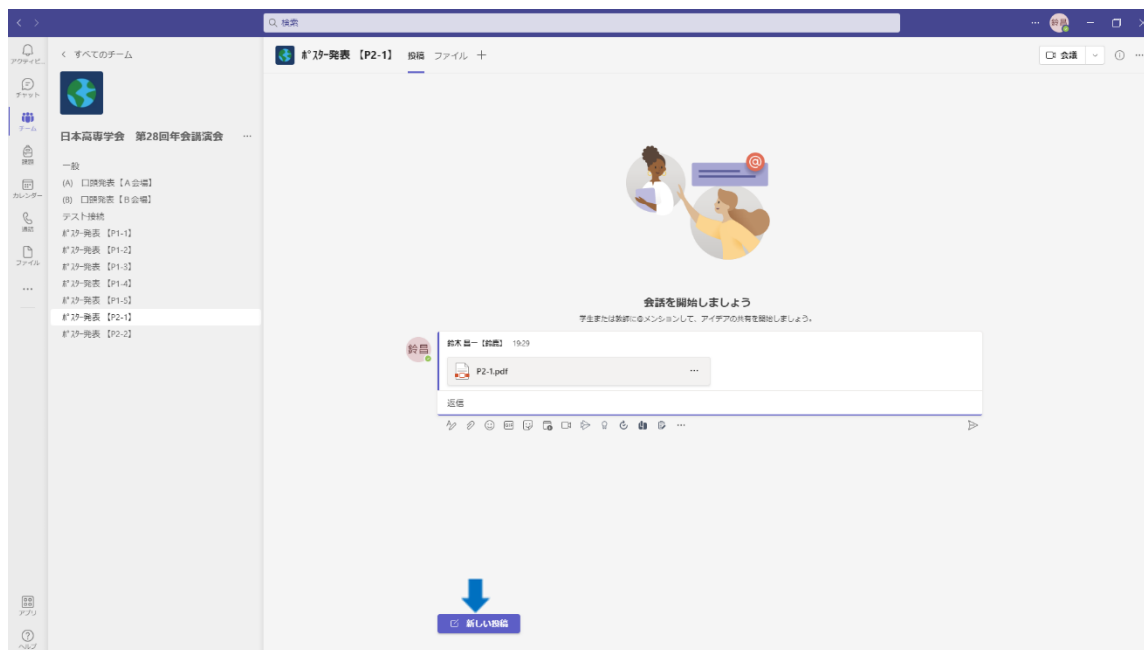 検索
鈴昌
アクティビ...
チャット
チーム
課題
カレンダー
通話
ファイル
アプリ
ヘルプ
すべてのチーム
日本高専学会 第28回年会講演会
一般
(A) 口頭発表【A会場】
(B) 口頭発表【B会場】
テスト接続
ﾎﾟｽﾀｰ発表 【P1-1】
ﾎﾟｽﾀｰ発表 【P1-2】
ﾎﾟｽﾀｰ発表 【P1-3】
ﾎﾟｽﾀｰ発表 【P1-4】
ﾎﾟｽﾀｰ発表 【P1-5】
ﾎﾟｽﾀｰ発表 【P2-1】
ﾎﾟｽﾀｰ発表 【P2-2】
ﾎﾟｽﾀｰ発表 【P2-1】 投稿 ファイル
会議
会話を開始しましょう
学生または教師に@メンションして、アイデアの共有を開始しましょう。
鈴昌
鈴木 昌一【鈴鹿】 19:29
P2-1.pdf
返信
新しい投稿